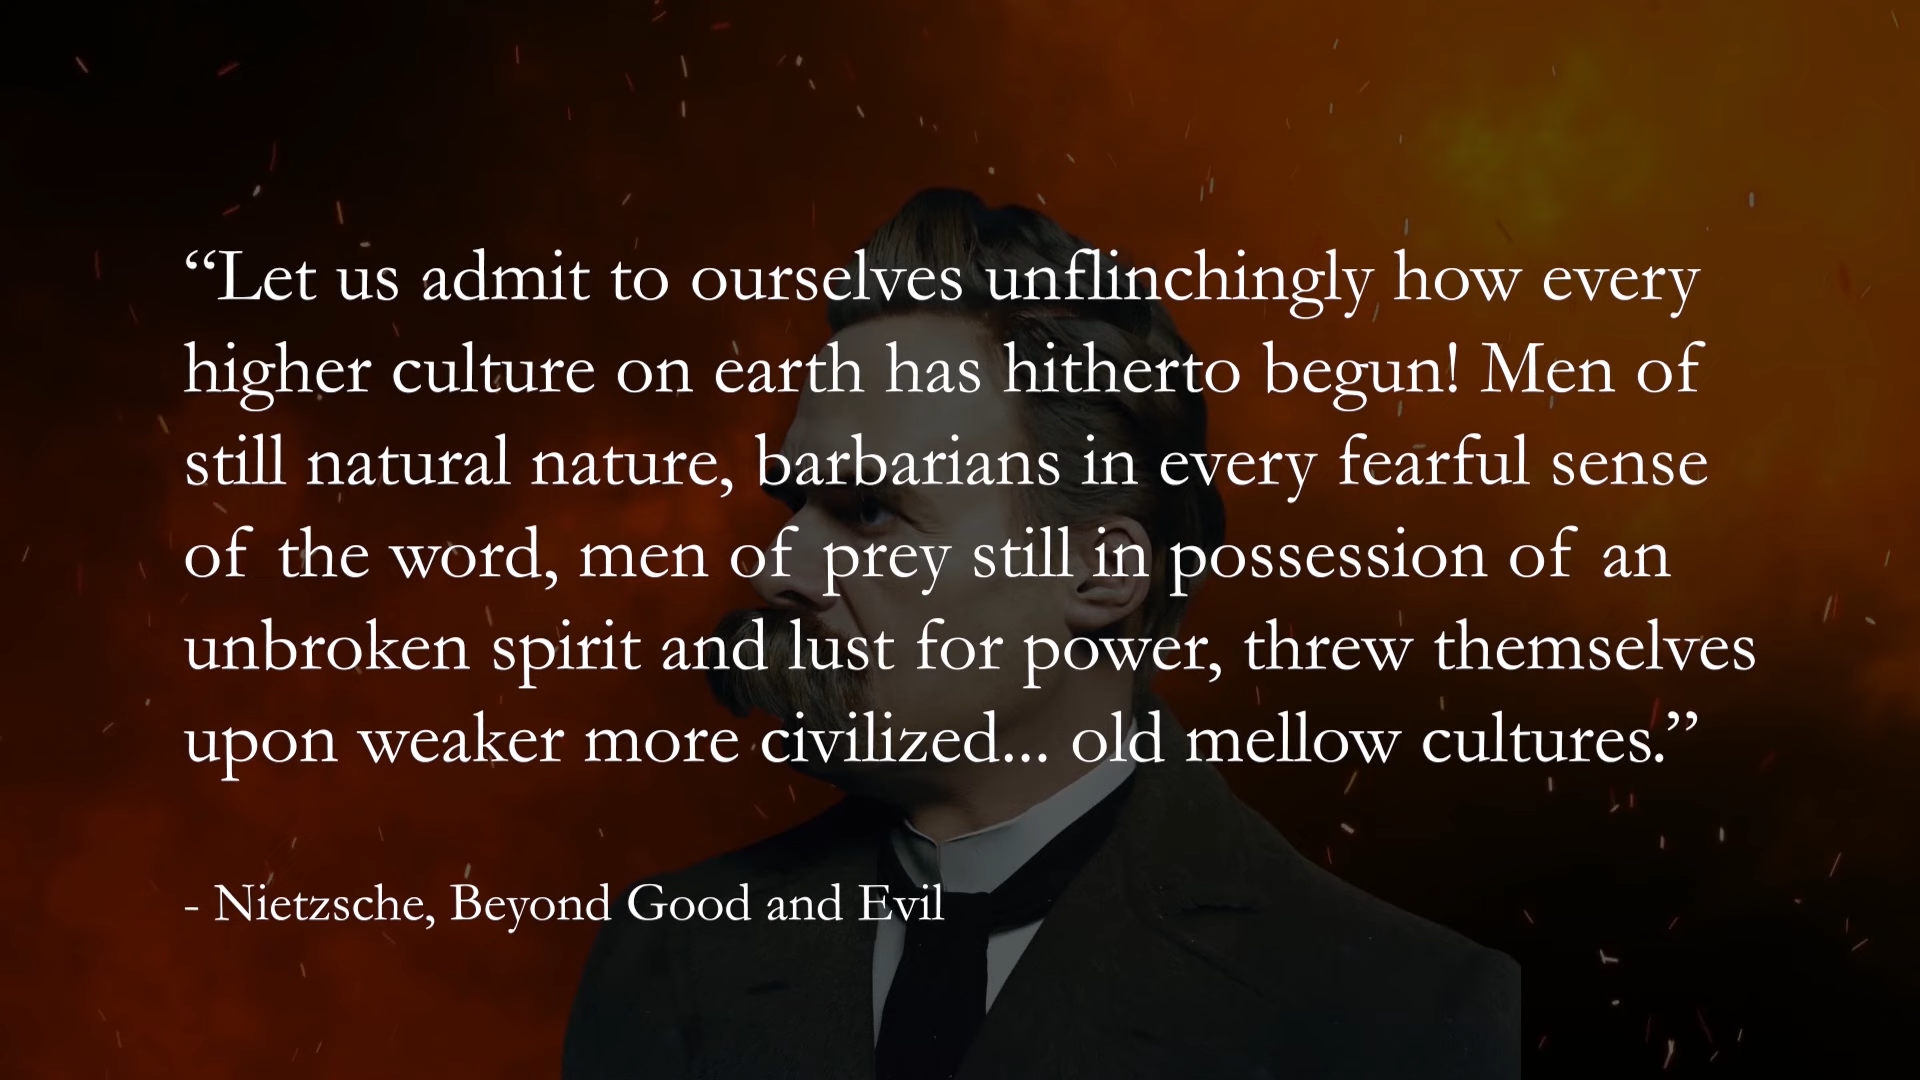 “Let us admit to ourselves unflinchingly how every
higher culture on earth has hitherto begun! Men of
still natural nature, barbarians in every fearful sense
of the word, men of prey still in possession of an
unbroken spirit and lust for power, threw themselves
upon weaker more civilized... old mellow cultures.”
- Nietzsche, Beyond Good and Evil